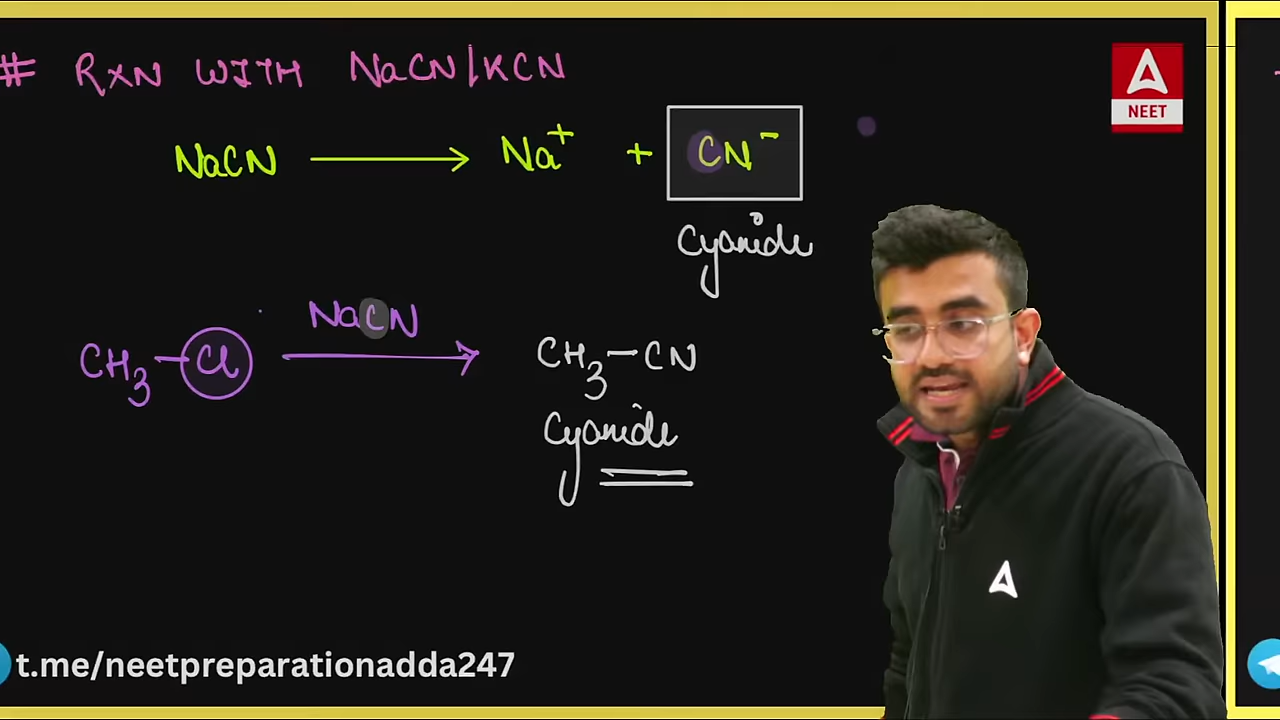 # RXN WITH NaCN/KCN
NEET
NaCN ⟶ Na⁺ + CN⁻
Cyanide
NaCN
CH₃-Cl ⟶ CH₃-CN
Cyanide
t.me/neetpreparationadda247